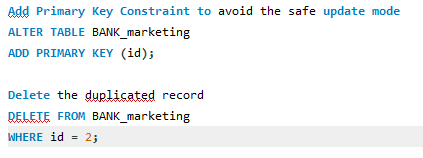 Add Primary Key Constraint to avoid the safe update mode
ALTER TABLE BANK_marketing
ADD PRIMARY KEY (id);
Delete the duplicated record
DELETE FROM BANK_marketing
WHERE id = 2;